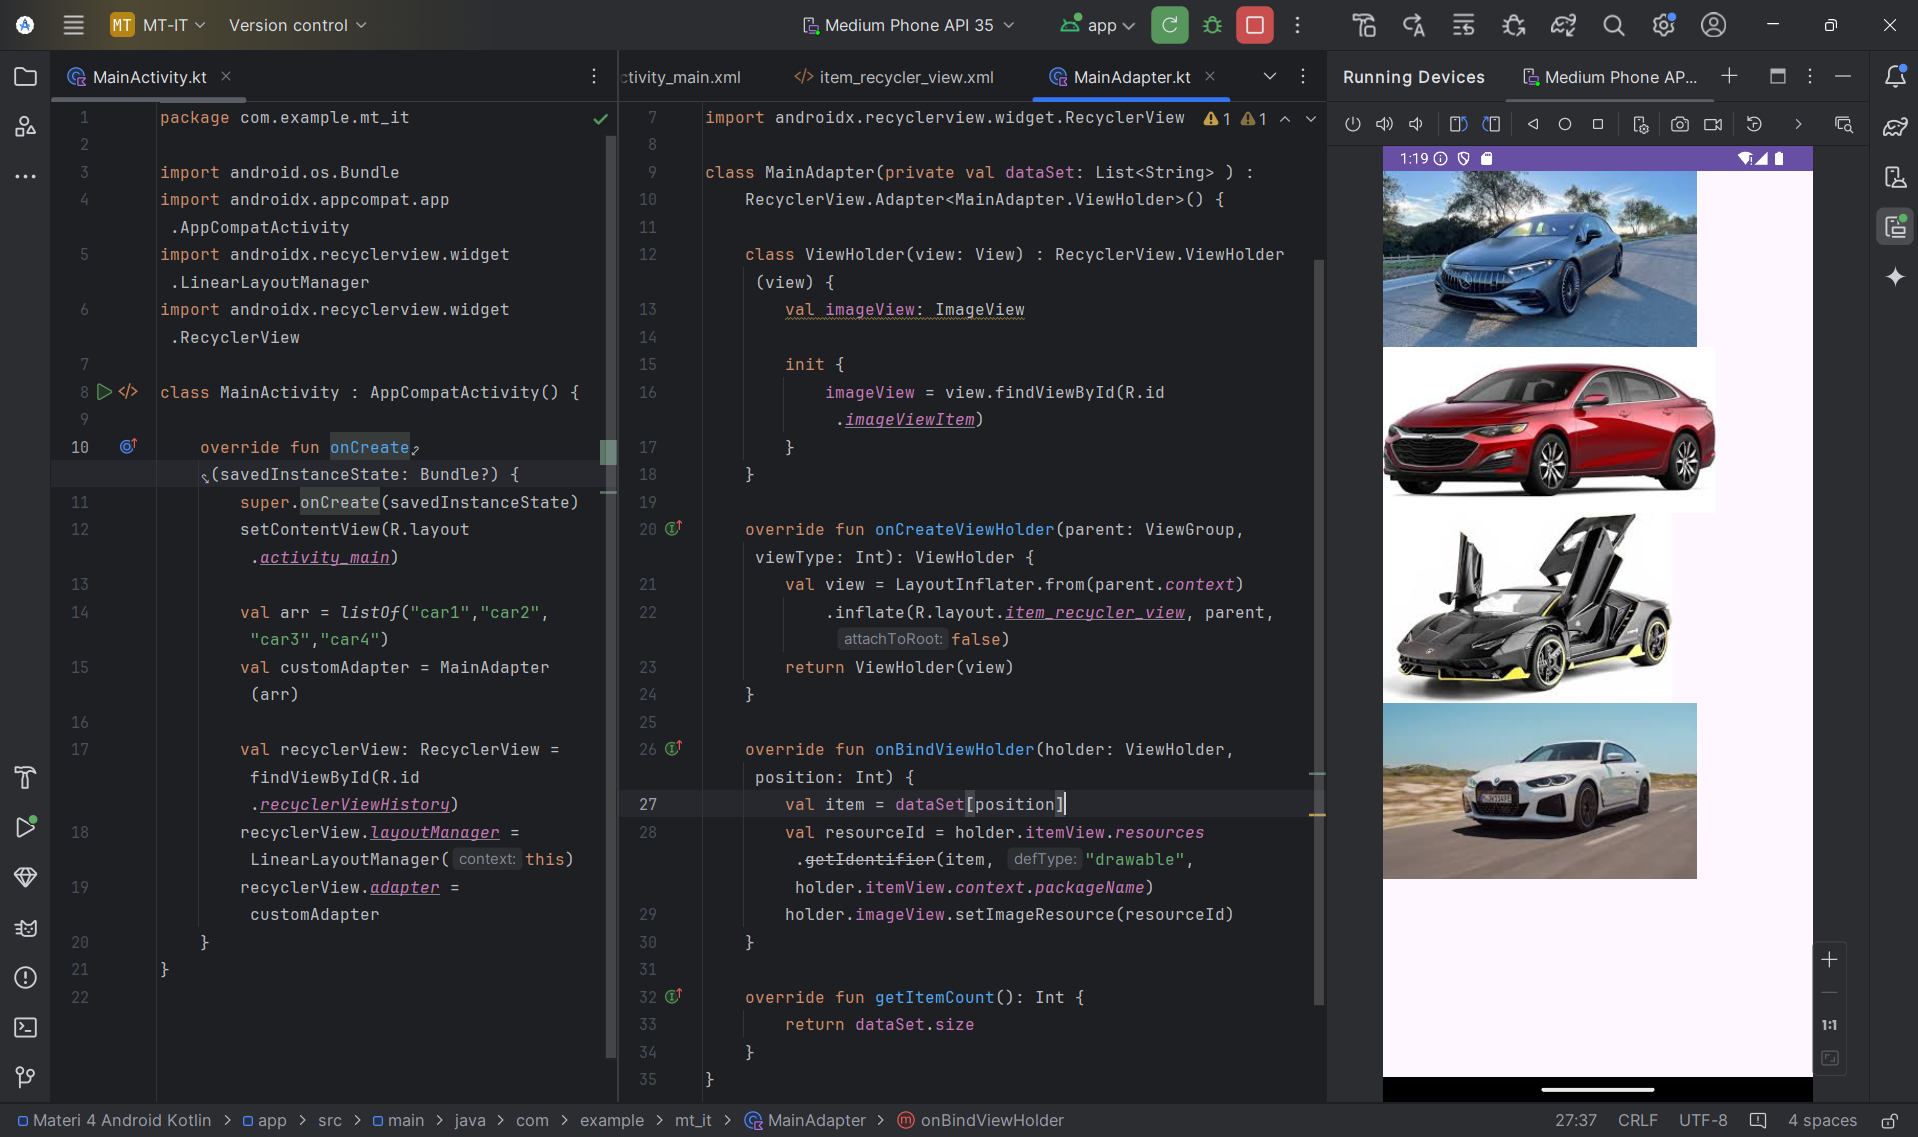 MT MT-IT Version control Medium Phone API 35 app
MainActivity.kt
ctivity_main.xml item_recycler_view.xml MainAdapter.kt
Running Devices Medium Phone AP...
1 package com.example.mt_it
2
3 import android.os.Bundle
4 import androidx.appcompat.app
.AppCompatActivity
5 import androidx.recyclerview.widget
.LinearLayoutManager
6 import androidx.recyclerview.widget
.RecyclerView
7
8 class MainActivity : AppCompatActivity() {
9
10 override fun onCreate
(savedInstanceState: Bundle?) {
11 super.onCreate(savedInstanceState)
12 setContentView(R.layout
.activity_main)
13
14 val arr = listOf("car1","car2",
"car3","car4")
15 val customAdapter = MainAdapter
(arr)
16
17 val recyclerView: RecyclerView =
findViewById(R.id
.recyclerViewHistory)
18 recyclerView.layoutManager =
LinearLayoutManager( context: this)
19 recyclerView.adapter =
customAdapter
20 }
21 }
22
7 import androidx.recyclerview.widget.RecyclerView 1 1
8
9 class MainAdapter(private val dataSet: List<String> ) :
10 RecyclerView.Adapter<MainAdapter.ViewHolder>() {
11
12 class ViewHolder(view: View) : RecyclerView.ViewHolder
(view) {
13 val imageView: ImageView
14
15 init {
16 imageView = view.findViewById(R.id
.imageViewItem)
17 }
18 }
19
20 override fun onCreateViewHolder(parent: ViewGroup,
viewType: Int): ViewHolder {
21 val view = LayoutInflater.from(parent.context)
22 .inflate(R.layout.item_recycler_view, parent,
attachToRoot: false)
23 return ViewHolder(view)
24 }
25
26 override fun onBindViewHolder(holder: ViewHolder,
position: Int) {
27 val item = dataSet[position]
28 val resourceId = holder.itemView.resources
.getIdentifier(item, defType: "drawable",
holder.itemView.context.packageName)
29 holder.imageView.setImageResource(resourceId)
30 }
31
32 override fun getItemCount(): Int {
33 return dataSet.size
34 }
35 }
1:19
1:1
Materi 4 Android Kotlin > app > src > main > java > com > example > mt_it > MainAdapter > onBindViewHolder 27:37 CRLF UTF-8 4 spaces